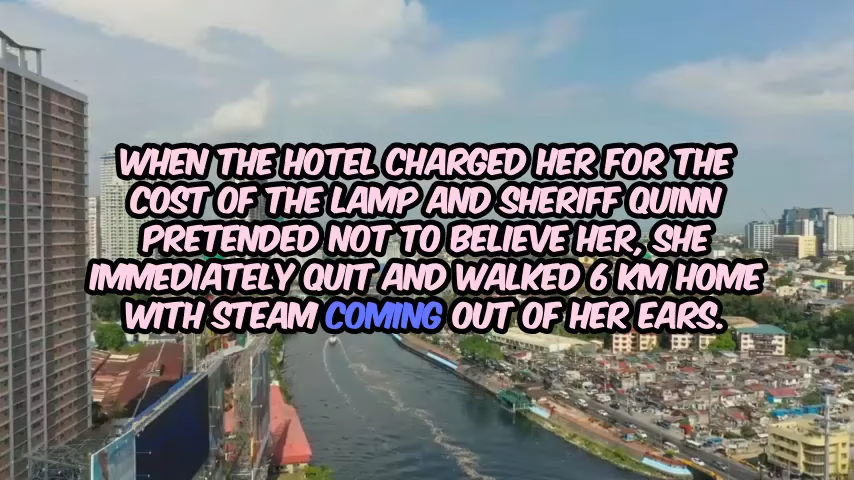 WHEN THE HOTEL CHARGED HER FOR THE
COST OF THE LAMP AND SHERIFF QUINN
PRETENDED NOT TO BELIEVE HER, SHE
IMMEDIATELY QUIT AND WALKED 6 KM HOME
WITH STEAM COMING OUT OF HER EARS.